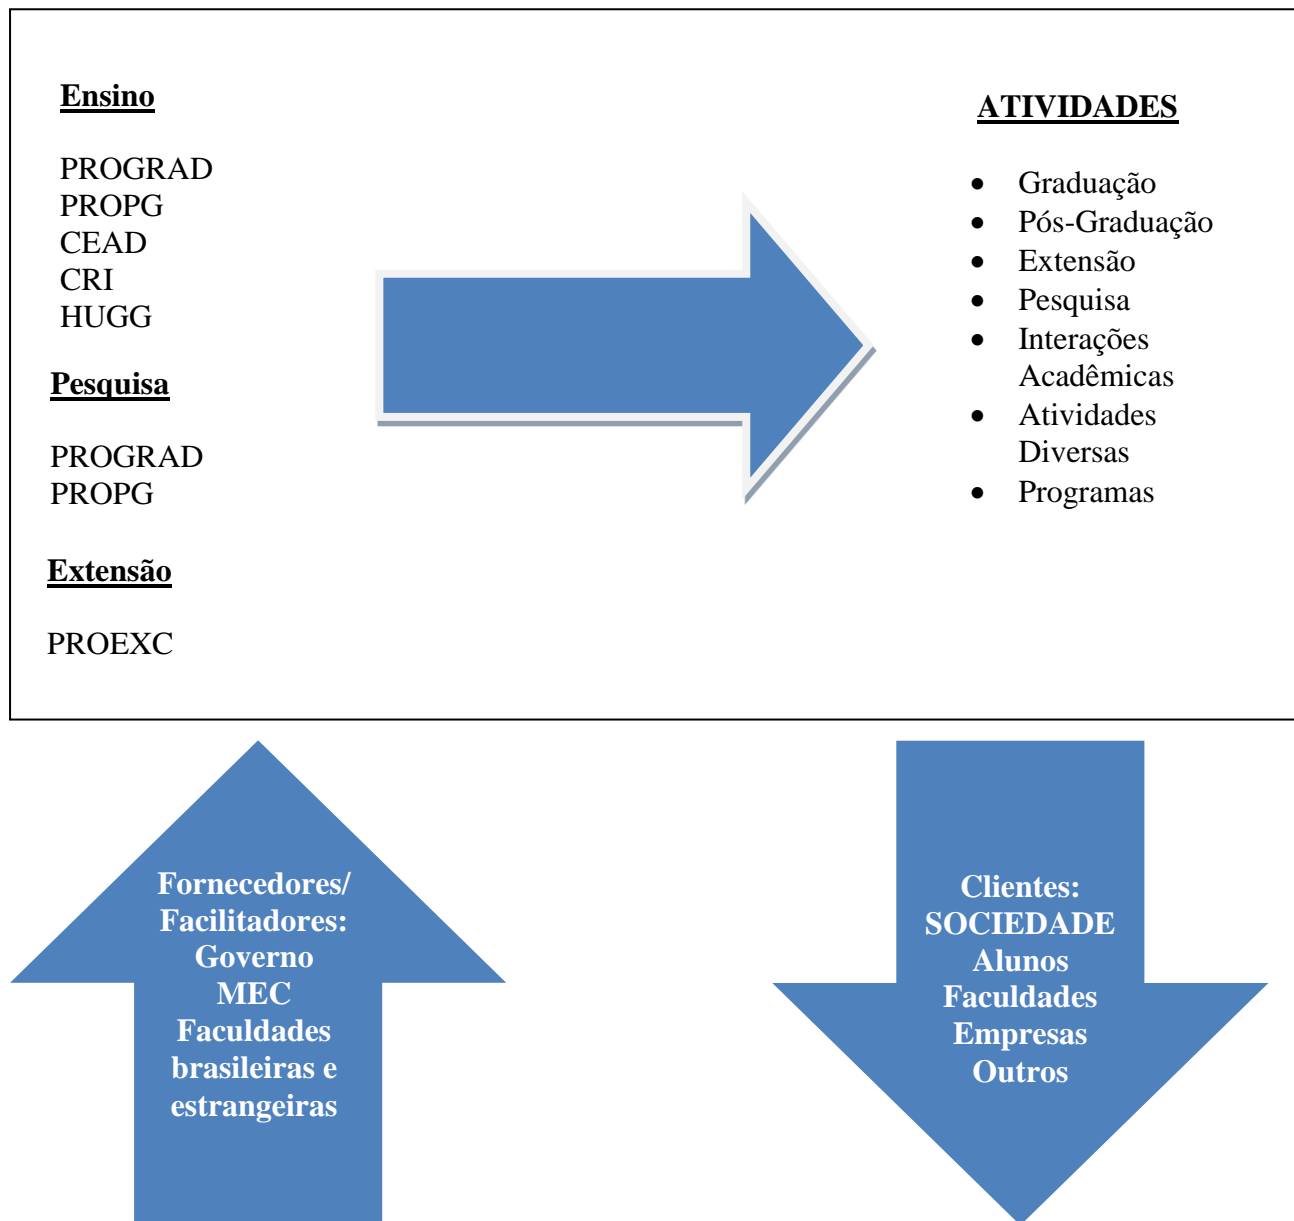 Ensino
PROGRAD
PROPG
CEAD
CRI
HUGG
Pesquisa
PROGRAD
PROPG
Extensão
PROEXC
ATIVIDADES
• Graduação
• Pós-Graduação
• Extensão
• Pesquisa
• Interações
Acadêmicas
• Atividades
Diversas
• Programas
Fornecedores/
Facilitadores:
Governo
MEC
Faculdades
brasileiras e
estrangeiras
Clientes:
SOCIEDADE
Alunos
Faculdades
Empresas
Outros